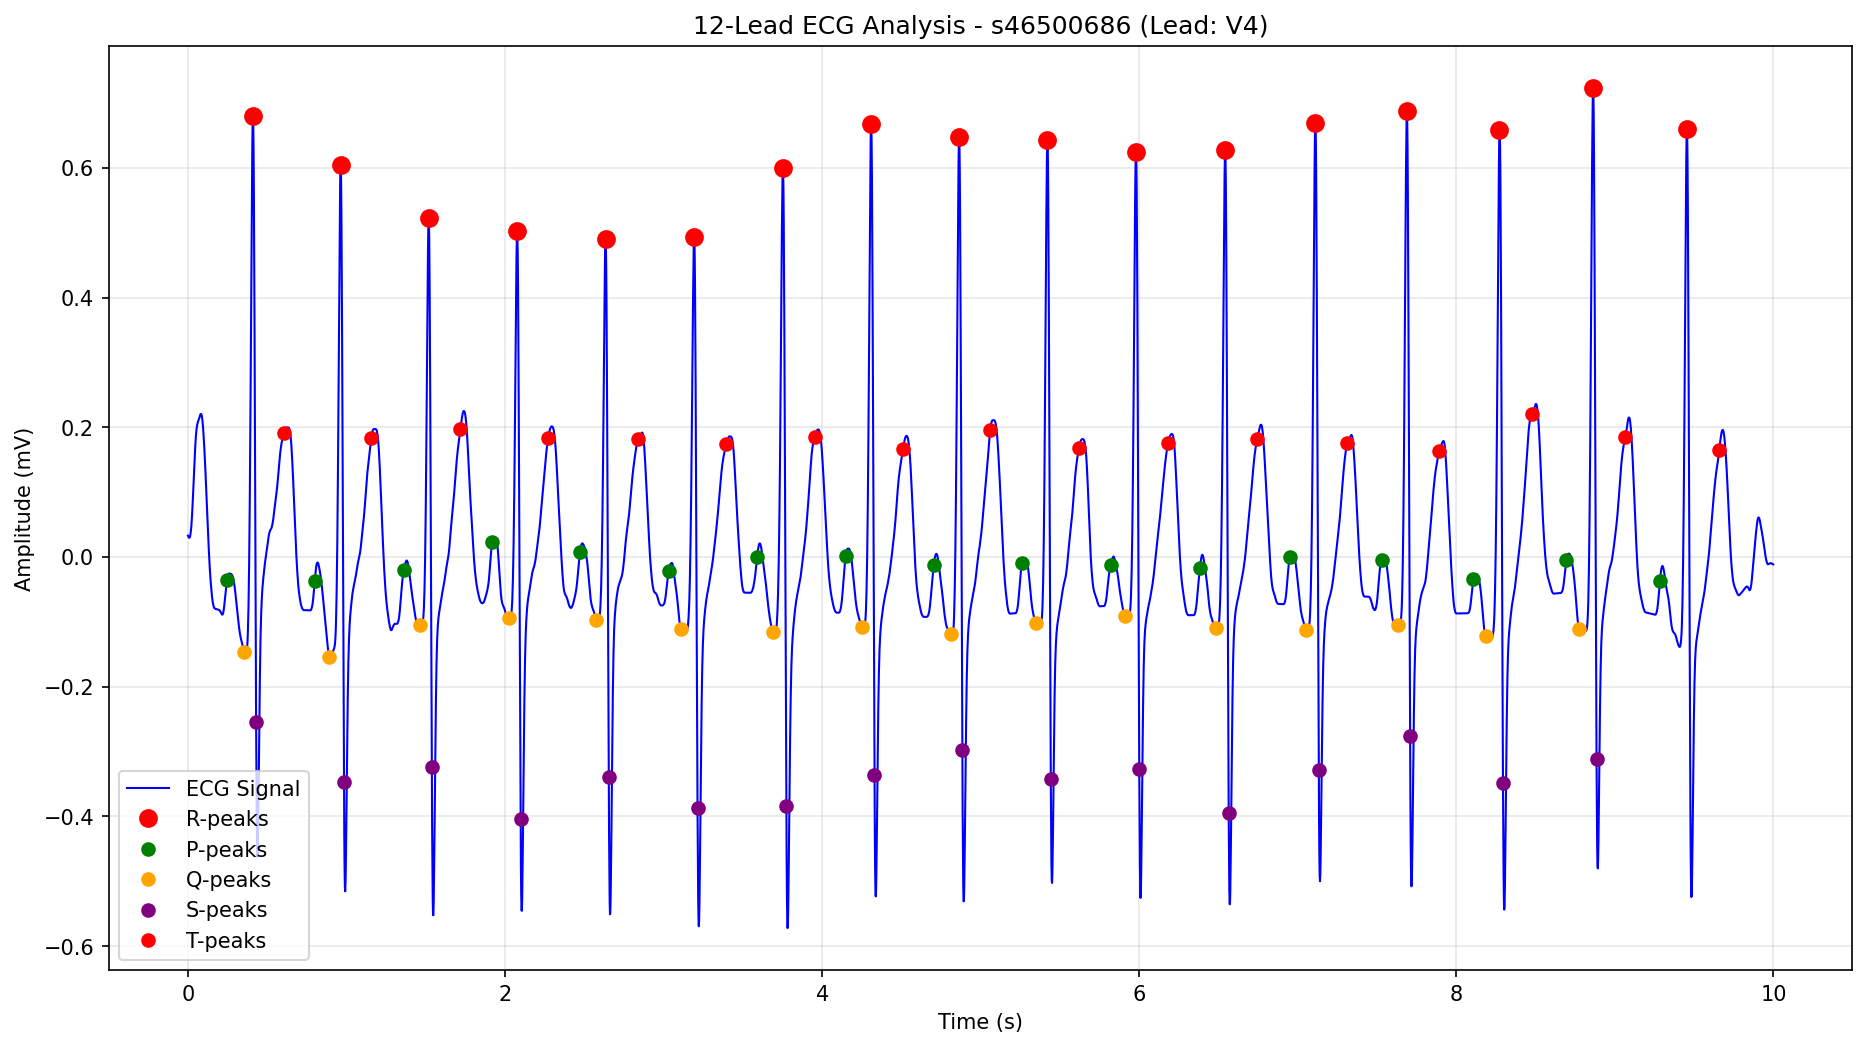 12-Lead ECG Analysis - s46500686 (Lead: V4)
Amplitude (mV)
0.6
0.4
0.2
0.0
−0.2
−0.4
−0.6
ECG Signal
R-peaks
P-peaks
Q-peaks
S-peaks
T-peaks
0 2 4 6 8 10
Time (s)